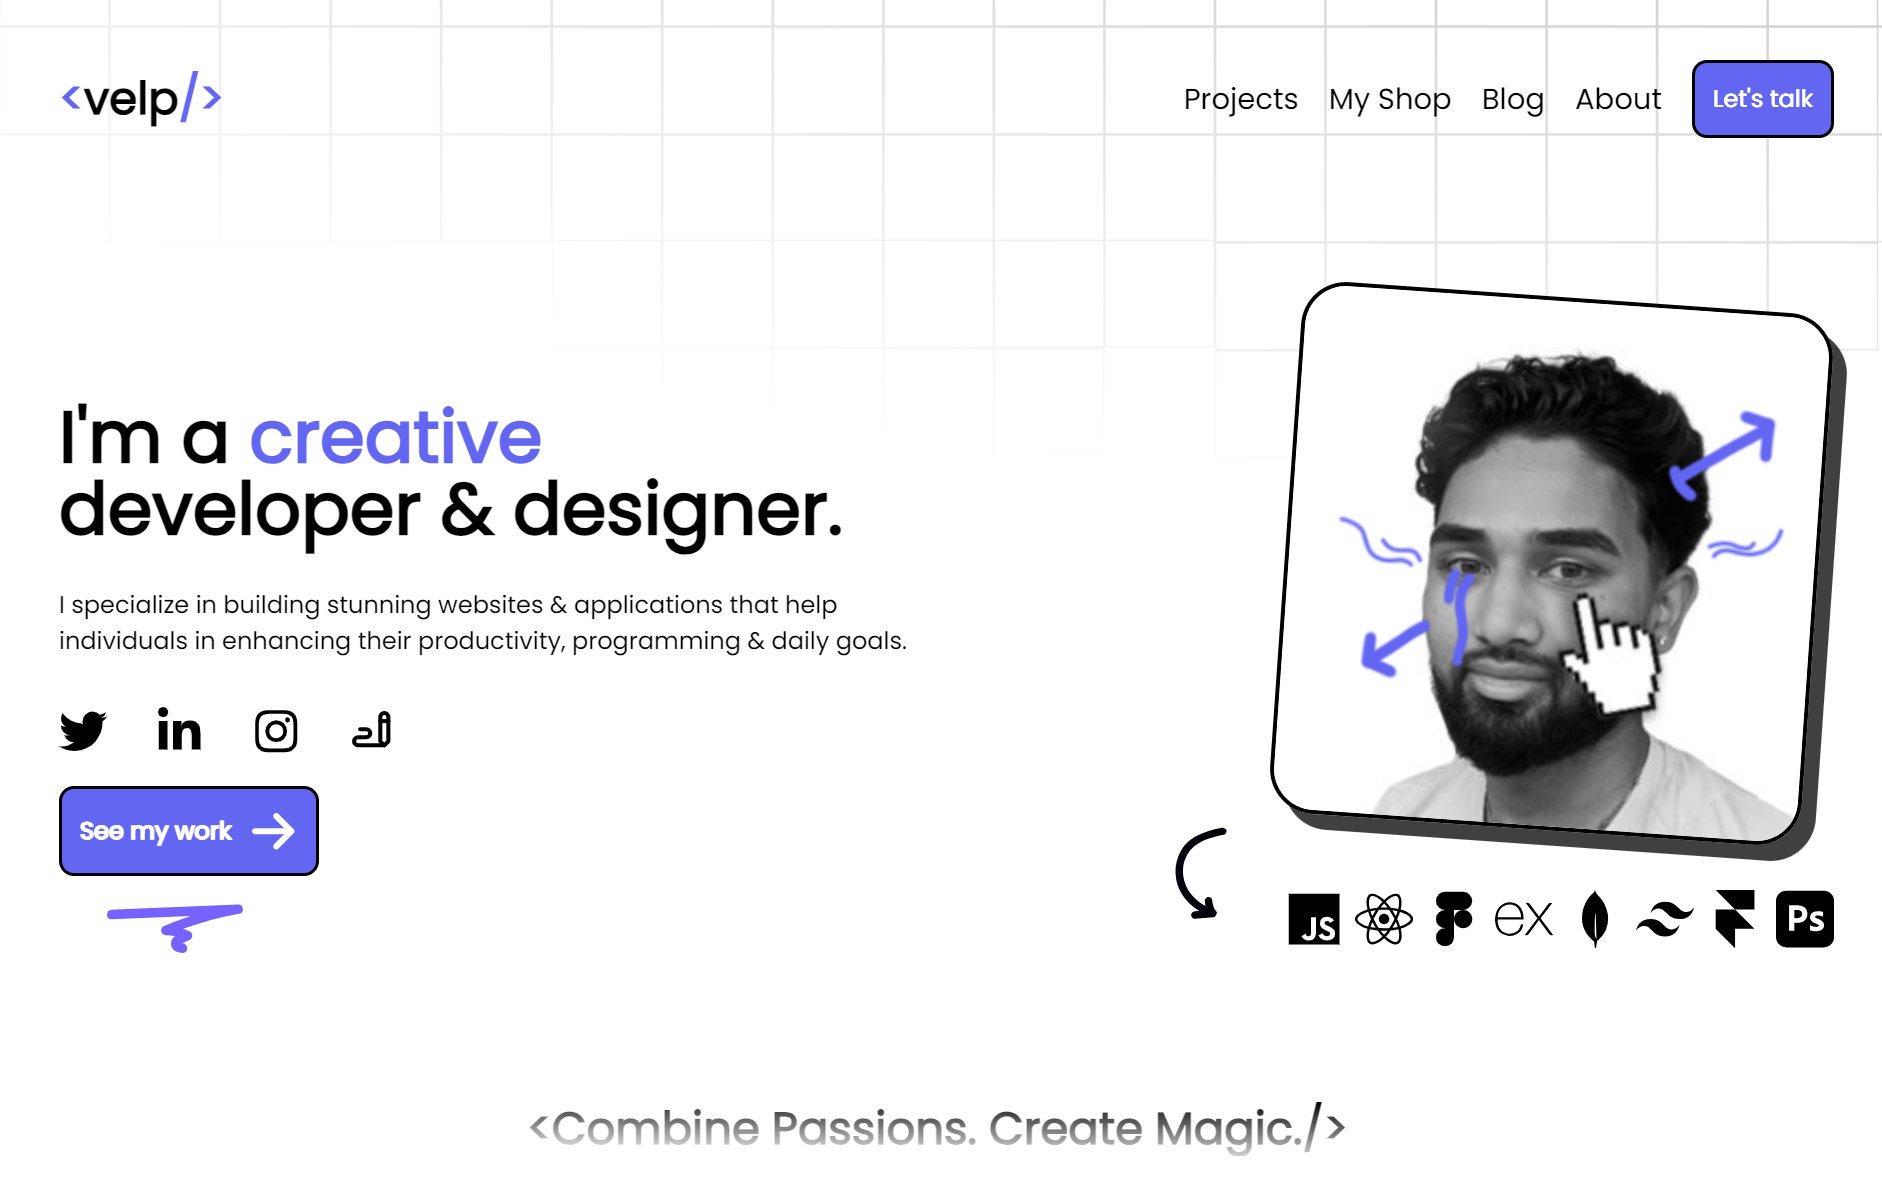 <velp/>
Projects My Shop Blog About Let's talk
I'm a creative
developer & designer.
I specialize in building stunning websites & applications that help
individuals in enhancing their productivity, programming & daily goals.
in
See my work
JS ex Ps
<Combine Passions. Create Magic./>